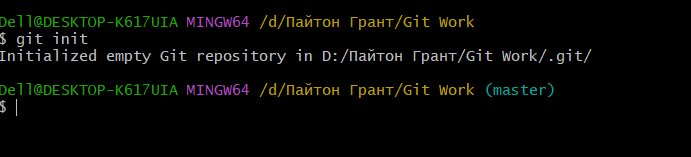 Dell@DESKTOP-K617UIA MINGW64 /d/Пайтон Грант/Git Work
$ git init
Initialized empty Git repository in D:/Пайтон Грант/Git Work/.git/
Dell@DESKTOP-K617UIA MINGW64 /d/Пайтон Грант/Git Work (master)
$